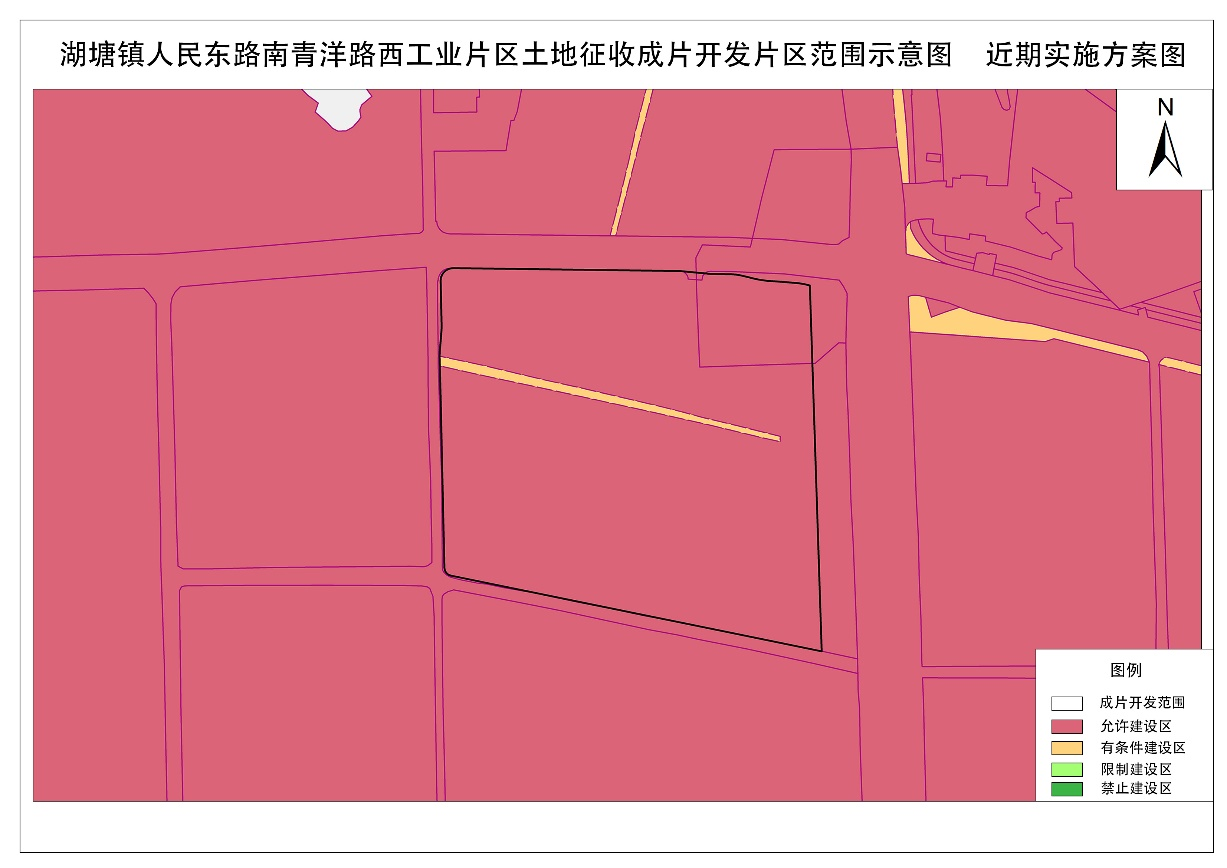 湖塘镇人民东路南青洋路西工业片区土地征收成片开发片区范围示意图 近期实施方案图
N
图例
成片开发范围
允许建设区
有条件建设区
限制建设区
禁止建设区